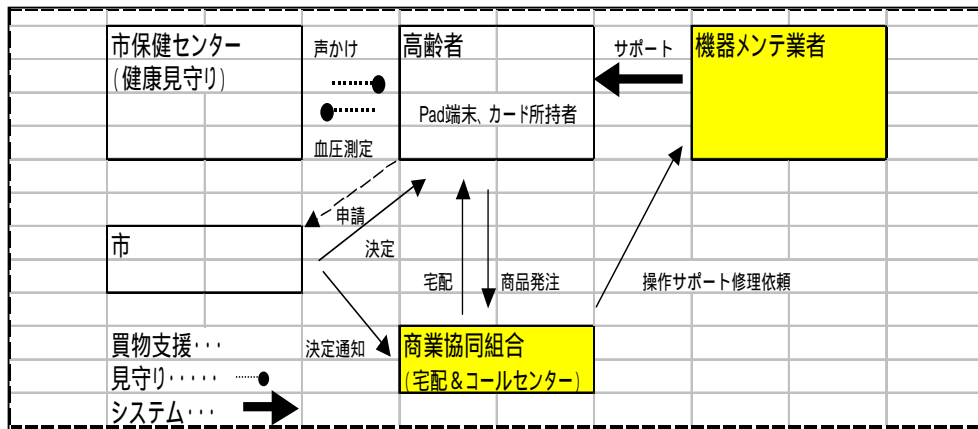 市保健センター
(健康見守り)
声かけ
血圧測定
高齢者
Pad端末、カード所持者
サポート
機器メンテ業者
申請
決定
市
宅配
商品発注
操作サポート修理依頼
決定通知
商業協同組合
(宅配&コールセンター)
買物支援・・・
見守り・・・・・
システム・・・